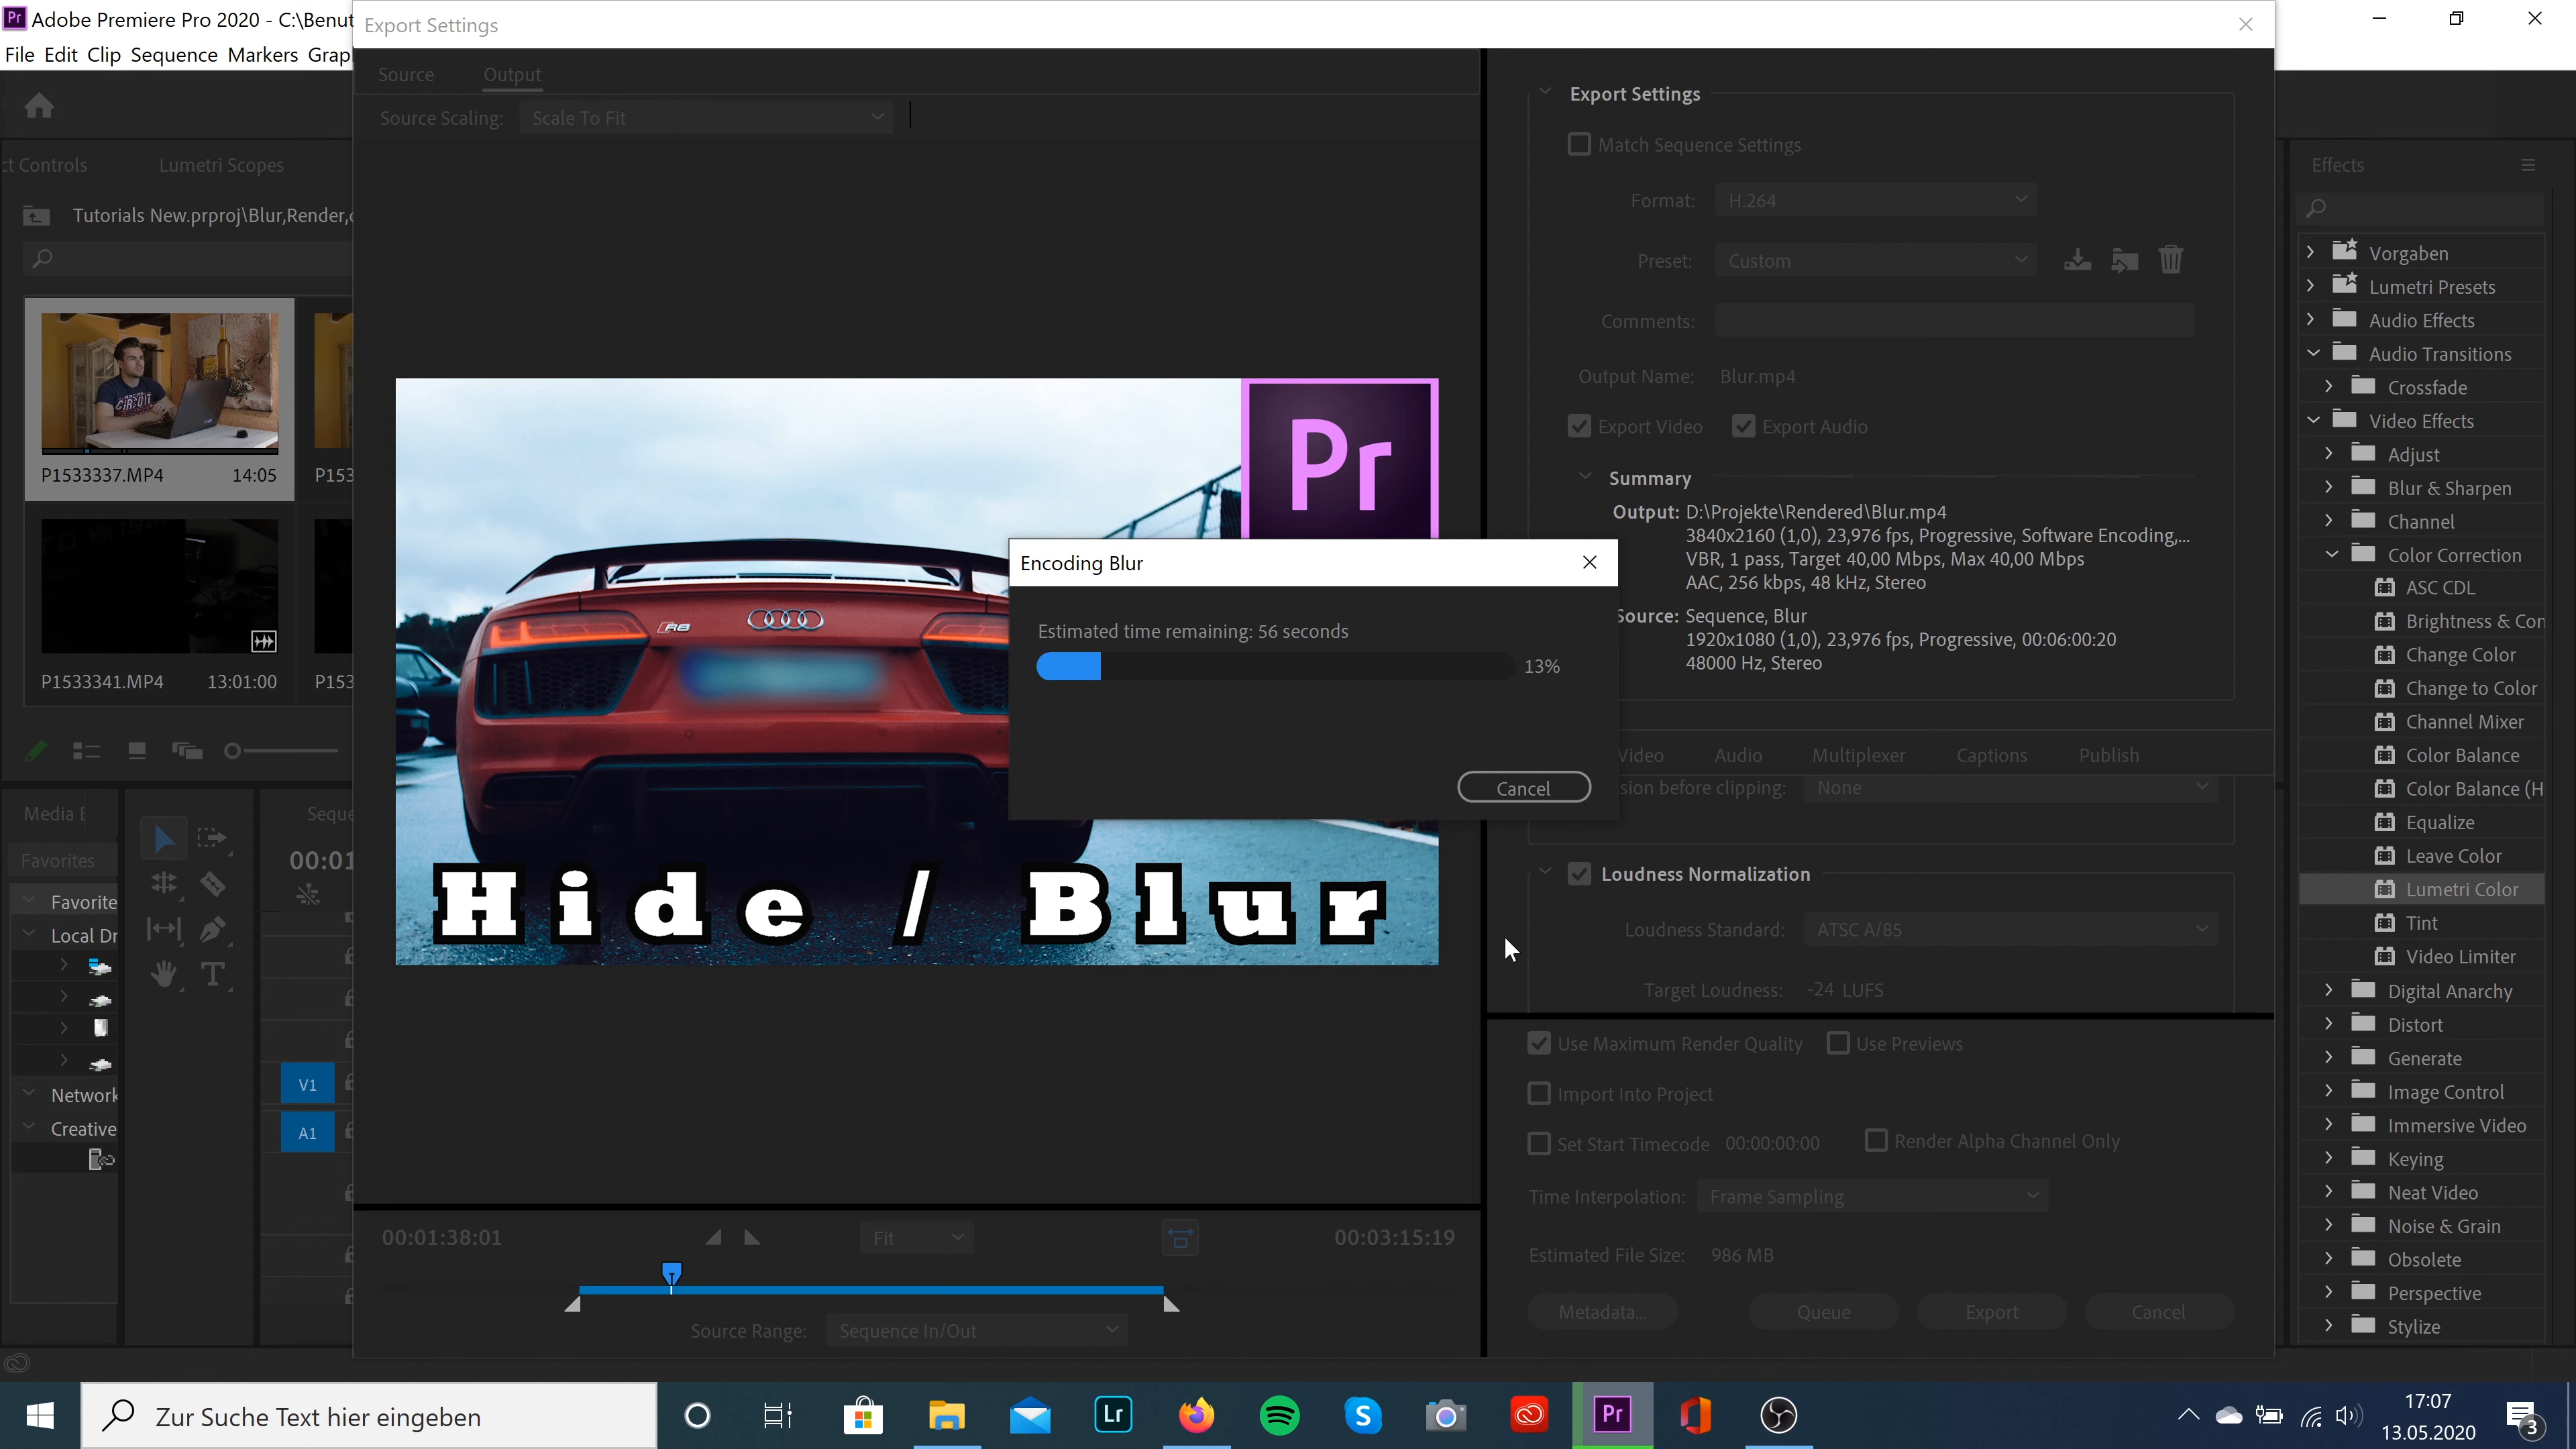 Pr Adobe Premiere Pro 2020 - C:\Benut
File Edit Clip Sequence Markers Grap
Export Settings
Source Output
Source Scaling: Scale To Fit
ct Controls Lumetri Scopes
Tutorials New.prproj\Blur,Render,
P1533337.MP4 14:05
P153
P1533341.MP4 13:01:00
P153
Pr
R8
Hide / Blur
Encoding Blur
Estimated time remaining: 56 seconds
13%
Cancel
Export Settings
Match Sequence Settings
Format: H.264
Preset: Custom
Comments:
Output Name: Blur.mp4
Export Video Export Audio
Summary
Output: D:\Projekte\Rendered\Blur.mp4
3840x2160 (1,0), 23,976 fps, Progressive, Software Encoding,...
VBR, 1 pass, Target 40,00 Mbps, Max 40,00 Mbps
AAC, 256 kbps, 48 kHz, Stereo
Source: Sequence, Blur
1920x1080 (1,0), 23,976 fps, Progressive, 00:06:00:20
48000 Hz, Stereo
Video Audio Multiplexer Captions Publish
sion before clipping: None
Loudness Normalization
Loudness Standard: ATSC A/85
Target Loudness: -24 LUFS
Use Maximum Render Quality Use Previews
Import Into Project
Set Start Timecode 00:00:00:00 Render Alpha Channel Only
Time Interpolation: Frame Sampling
Estimated File Size: 986 MB
Metadata... Queue Export Cancel
Media
Favorites
Favorite
Local Dr
Network
Creative
Seque
00:01
V1
A1
00:01:38:01 Fit 00:03:15:19
Source Range: Sequence In/Out
Effects
Vorgaben
Lumetri Presets
Audio Effects
Audio Transitions
Crossfade
Video Effects
Adjust
Blur & Sharpen
Channel
Color Correction
ASC CDL
Brightness & Con
Change Color
Change to Color
Channel Mixer
Color Balance
Color Balance (H
Equalize
Leave Color
Lumetri Color
Tint
Video Limiter
Digital Anarchy
Distort
Generate
Image Control
Immersive Video
Keying
Neat Video
Noise & Grain
Obsolete
Perspective
Stylize
Zur Suche Text hier eingeben
Lr
S
Pr
17:07
13.05.2020
3